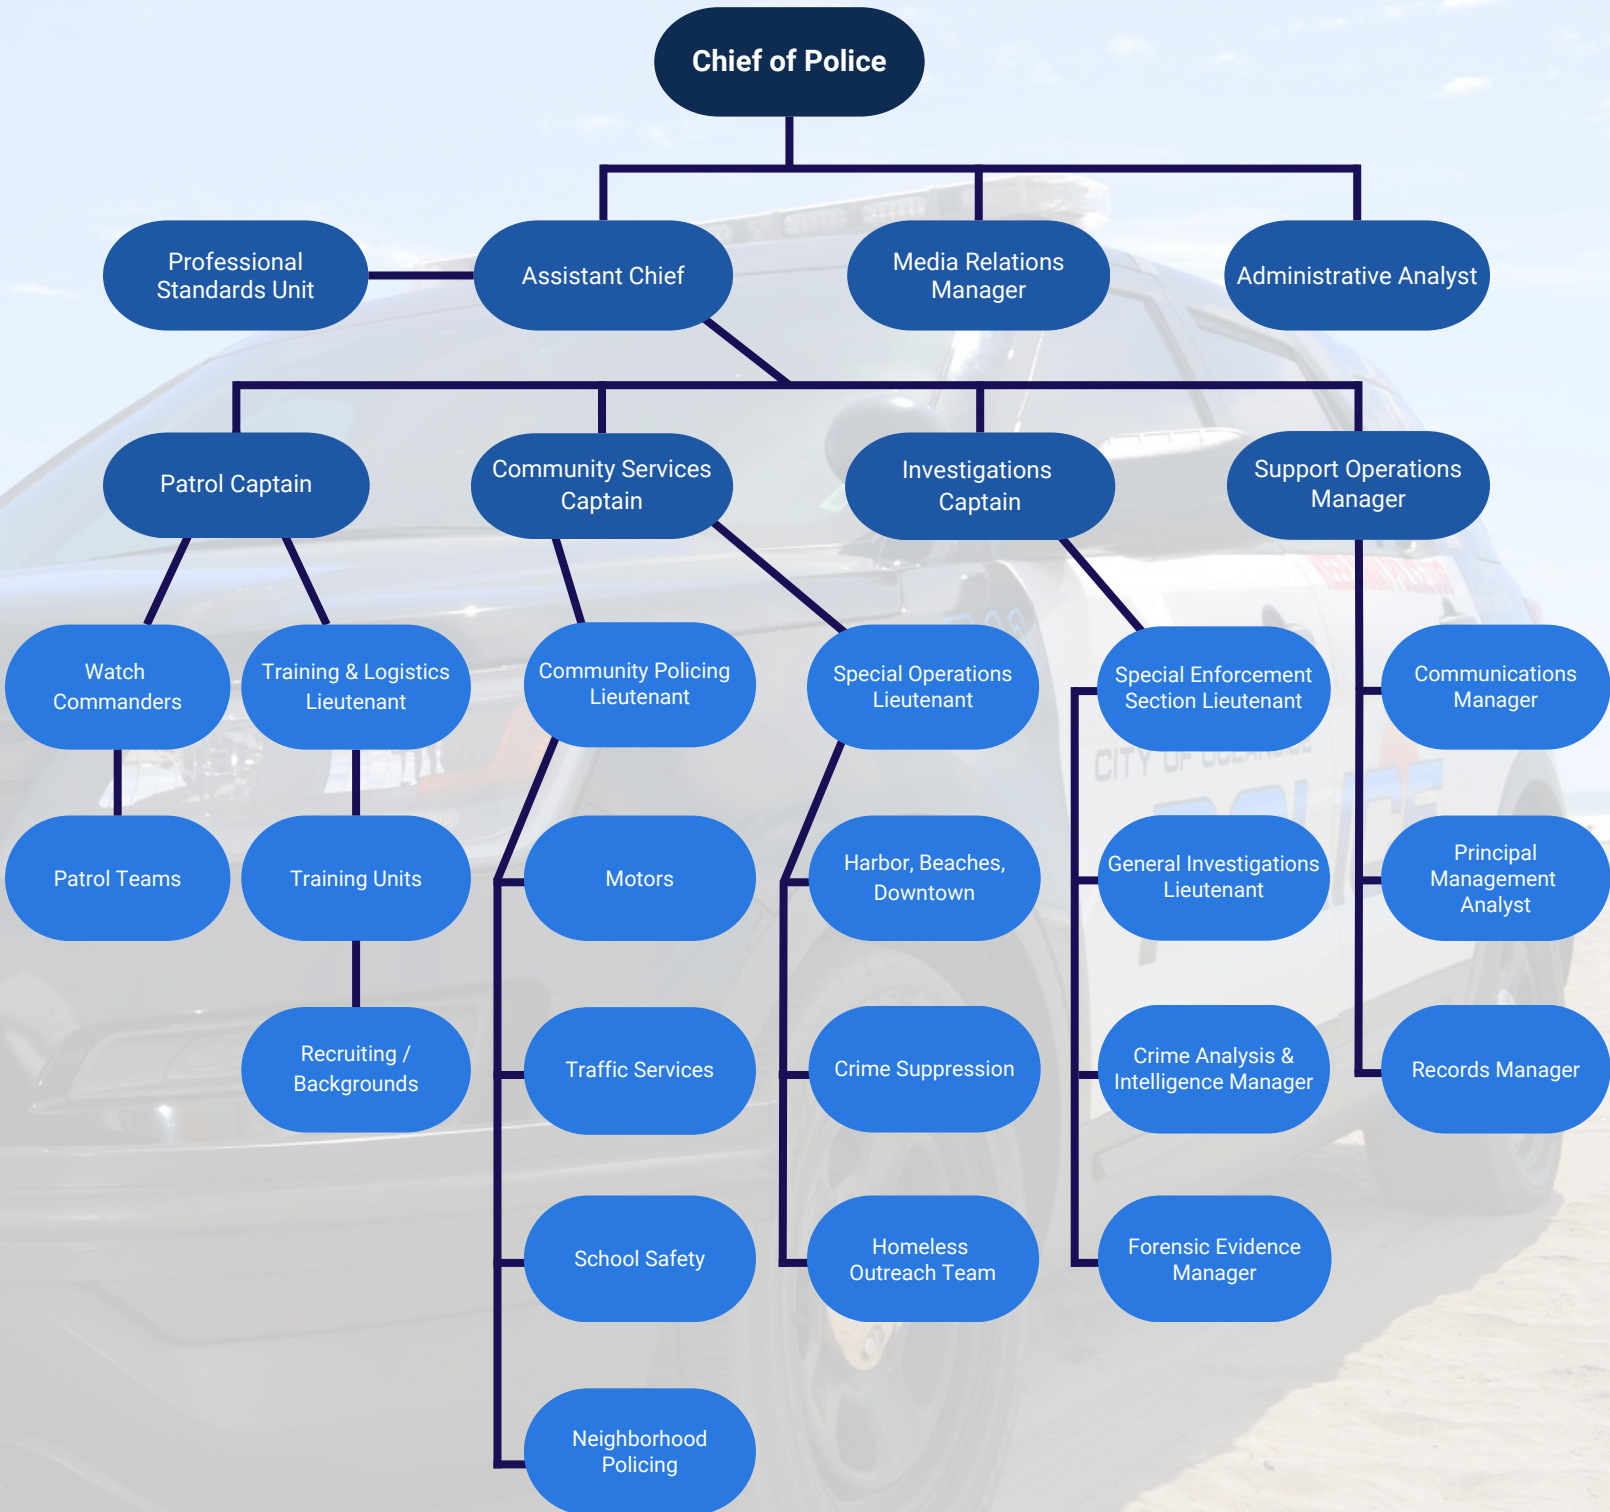 Chief of Police
Professional
Standards Unit
Assistant Chief
Media Relations
Manager
Administrative Analyst
Patrol Captain
Community Services
Captain
Investigations
Captain
Support Operations
Manager
Watch
Commanders
Training & Logistics
Lieutenant
Community Policing
Lieutenant
Special Operations
Lieutenant
Special Enforcement
Section Lieutenant
Communications
Manager
Patrol Teams
Training Units
Motors
Harbor, Beaches,
Downtown
General Investigations
Lieutenant
Principal
Management
Analyst
Recruiting /
Backgrounds
Traffic Services
Crime Suppression
Crime Analysis &
Intelligence Manager
Records Manager
School Safety
Homeless
Outreach Team
Forensic Evidence
Manager
Neighborhood
Policing
CITY OF
POLICE